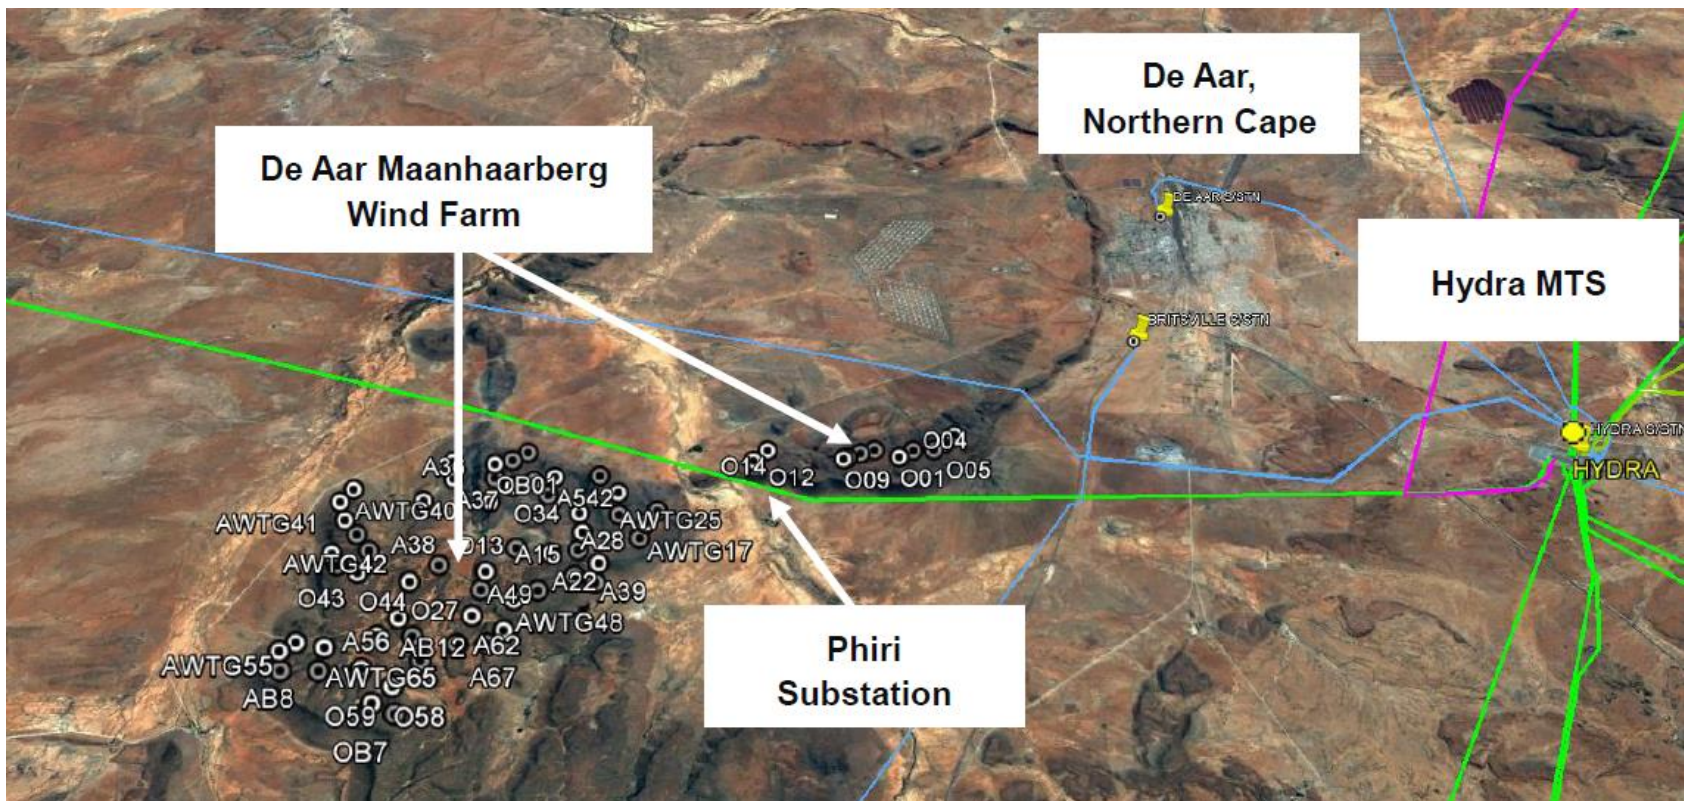 De Aar,
Northern Cape
De Aar Maanhaarberg
Wind Farm
DE AAR S/STN
Hydra MTS
BRITSVILLE S/STN
HYDRA S/STN
HYDRA
O04
O14
O12
O09
O01
O05
A36
OB01
A37
A542
O34
AWTG40
AWTG41
AWTG25
A38
O13
A15
A28
AWTG17
AWTG42
A22
A39
O43
O44
O27
A49
AWTG48
A56
AB12
A62
AWTG55
AWTG65
A67
AB8
O59
O58
OB7
Phiri
Substation